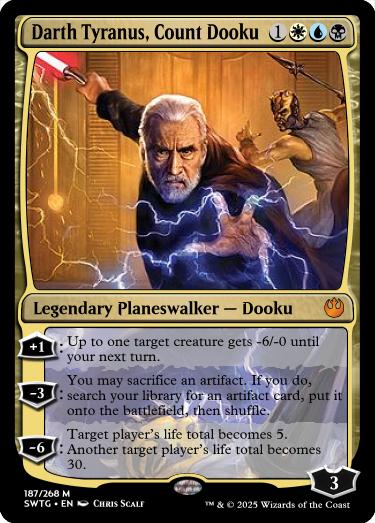 Darth Tyranus, Count Dooku 1
Legendary Planeswalker — Dooku
+1: Up to one target creature gets -6/-0 until
your next turn.
-3: You may sacrifice an artifact. If you do,
search your library for an artifact card, put it
onto the battlefield, then shuffle.
-6: Target player's life total becomes 5.
Another target player's life total becomes
30.
3
187/268 M
SWTG • EN Chris Scalf
™ & © 2025 Wizards of the Coast